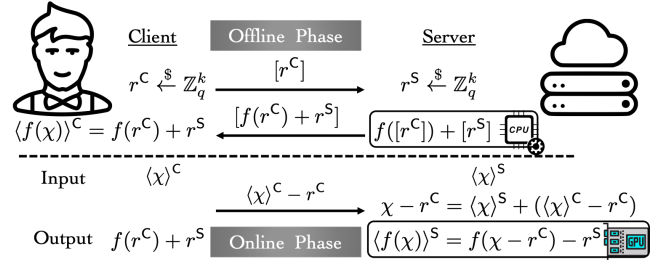 Client Offline Phase Server
r^C ←$ ℤ_q^k [r^C] r^S ←$ ℤ_q^k
⟨f(χ)⟩^C = f(r^C) + r^S [f(r^C) + r^S] f([r^C]) + [r^S] CPU
Input ⟨χ⟩^C ⟨χ⟩^S
⟨χ⟩^C − r^C χ − r^C = ⟨χ⟩^S + (⟨χ⟩^C − r^C)
Output f(r^C) + r^S Online Phase ⟨f(χ)⟩^S = f(χ − r^C) − r^S GPU